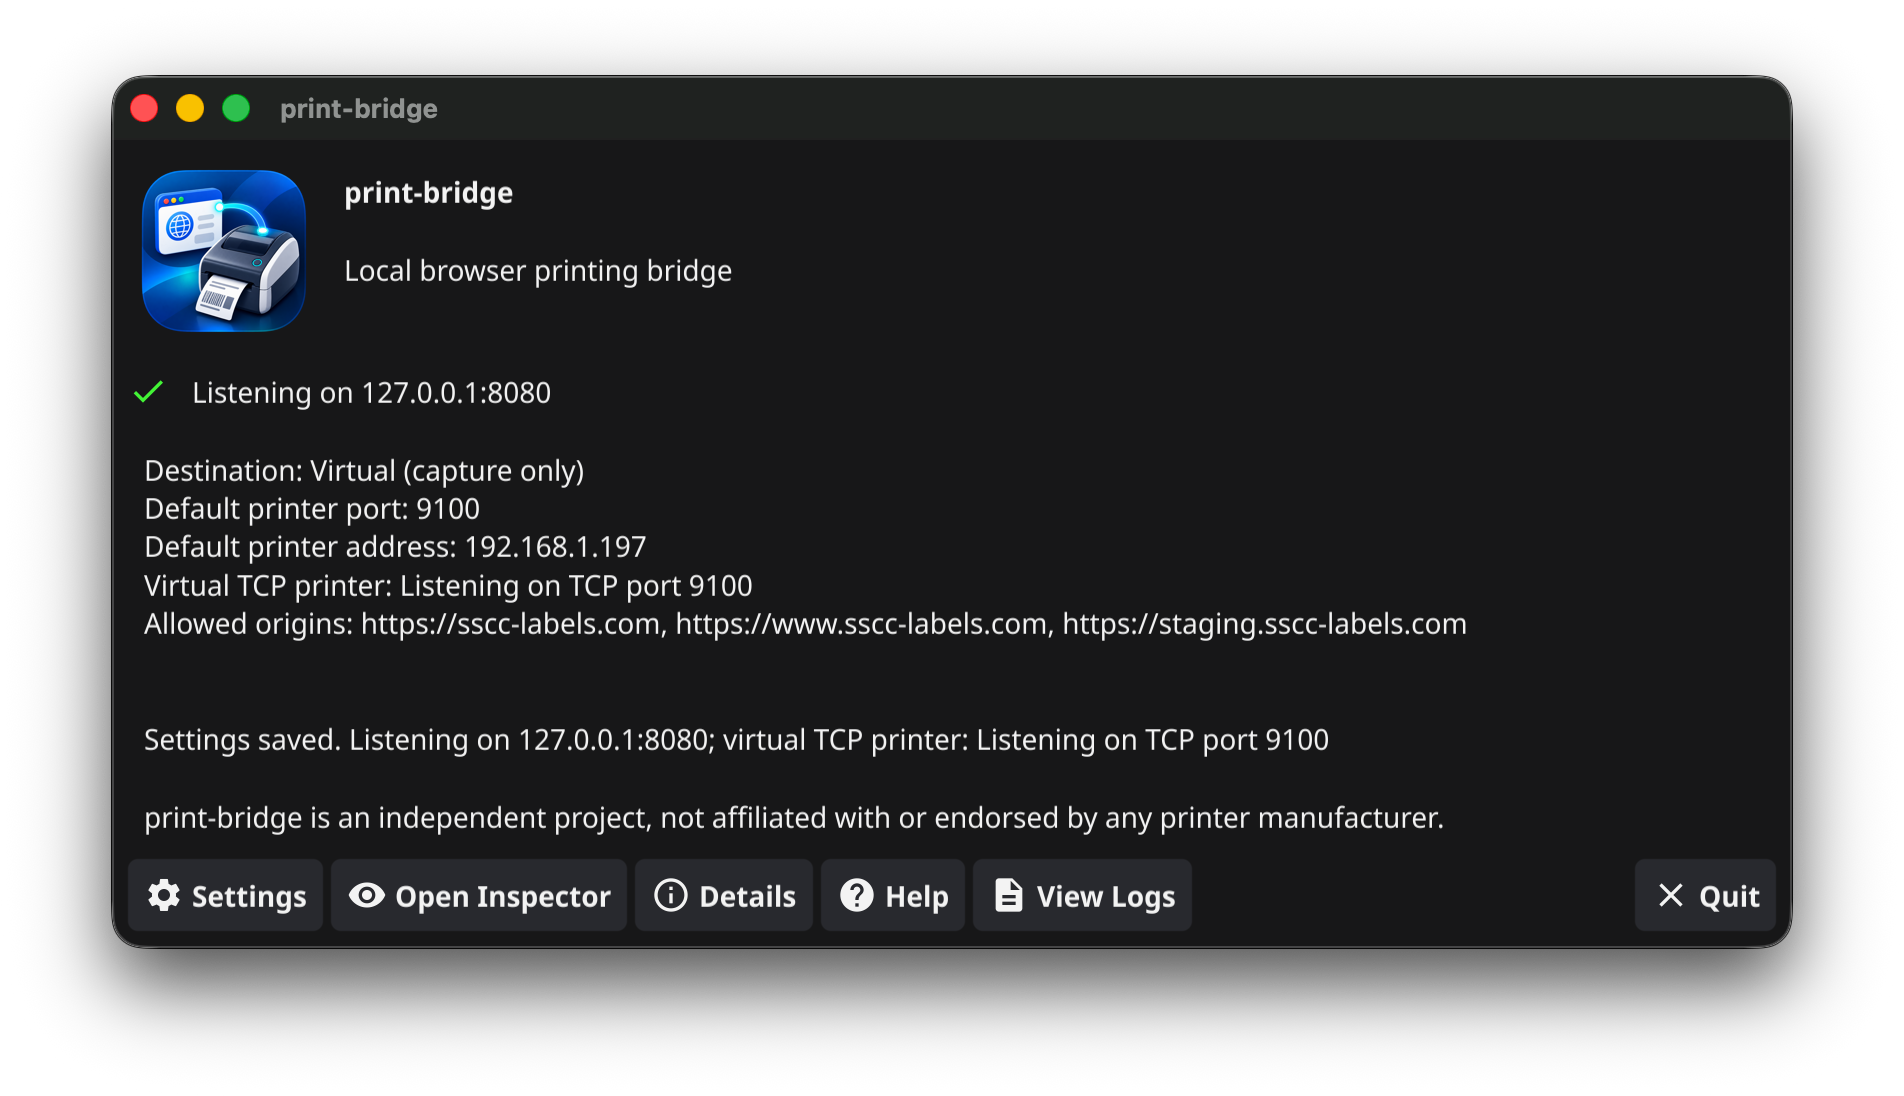 print-bridge
print-bridge
Local browser printing bridge
Listening on 127.0.0.1:8080
Destination: Virtual (capture only)
Default printer port: 9100
Default printer address: 192.168.1.197
Virtual TCP printer: Listening on TCP port 9100
Allowed origins: https://sscc-labels.com, https://www.sscc-labels.com, https://staging.sscc-labels.com
Settings saved. Listening on 127.0.0.1:8080; virtual TCP printer: Listening on TCP port 9100
print-bridge is an independent project, not affiliated with or endorsed by any printer manufacturer.
Settings Open Inspector Details Help View Logs Quit